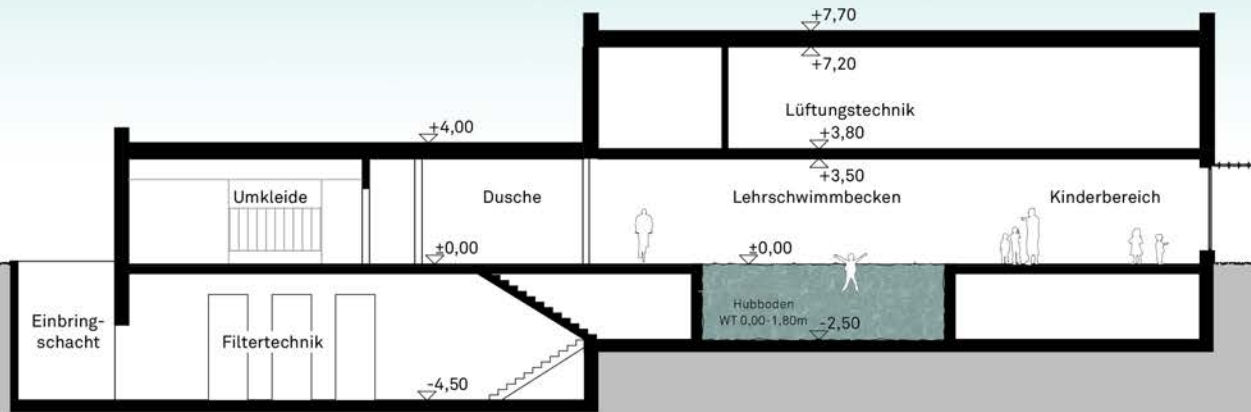 +7,70
+7,20
Lüftungstechnik
+4,00
+3,80
+3,50
Umkleide
Dusche
Lehrschwimmbecken
Kinderbereich
±0,00
±0,00
Einbring-
schacht
Filtertechnik
Hubboden
WT 0,00-1,80m
-2,50
-4,50